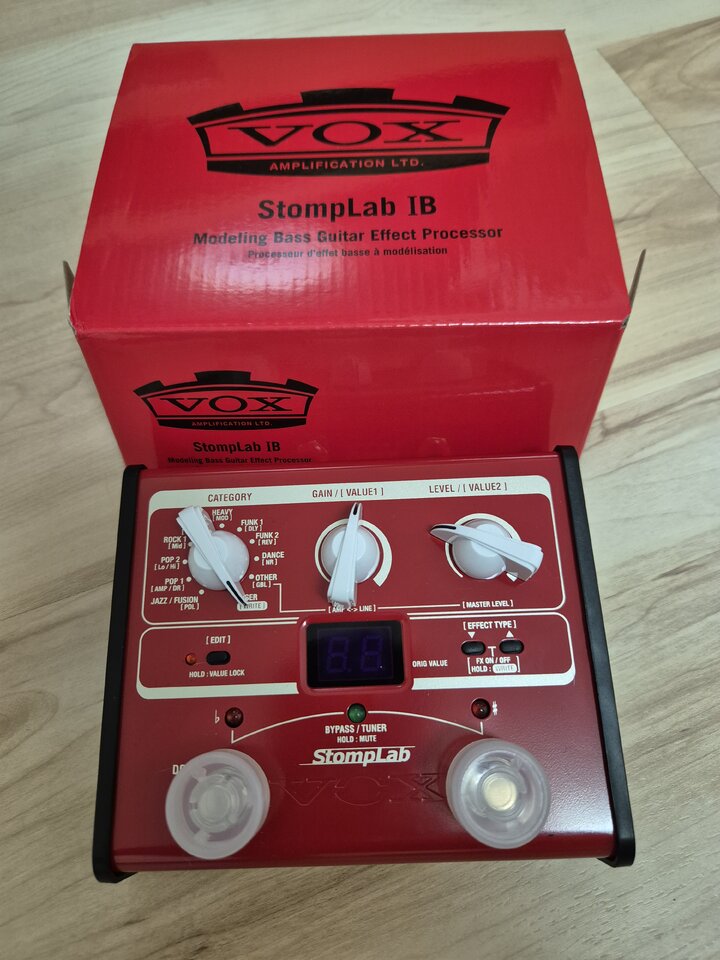 VOX
AMPLIFICATION LTD.
StompLab IB
Modeling Bass Guitar Effect Processor
Processeur d'effet basse à modélisation
VOX
AMPLIFICATION LTD.
StompLab IB
Modeling Bass Guitar Effect Processor
CATEGORY
GAIN / [ VALUE1 ]
LEVEL / [ VALUE2 ]
HEAVY
[ MOD ]
FUNK 1
[ DLY ]
ROCK 1
[ Mid ]
FUNK 2
[ REV ]
POP 2
[ Lo / Hi ]
DANCE
[ NR ]
POP 1
[ AMP / DR ]
OTHER
[ GBL ]
JAZZ / FUSION
[ PDL ]
[ WRITE ]
[ AMP <-> LINE ]
[ MASTER LEVEL ]
[ EDIT ]
HOLD : VALUE LOCK
ORIG VALUE
[ EFFECT TYPE ]
FX ON / OFF
[ HOLD : WRITE ]
♭
♯
BYPASS / TUNER
HOLD : MUTE
StompLab
VOX